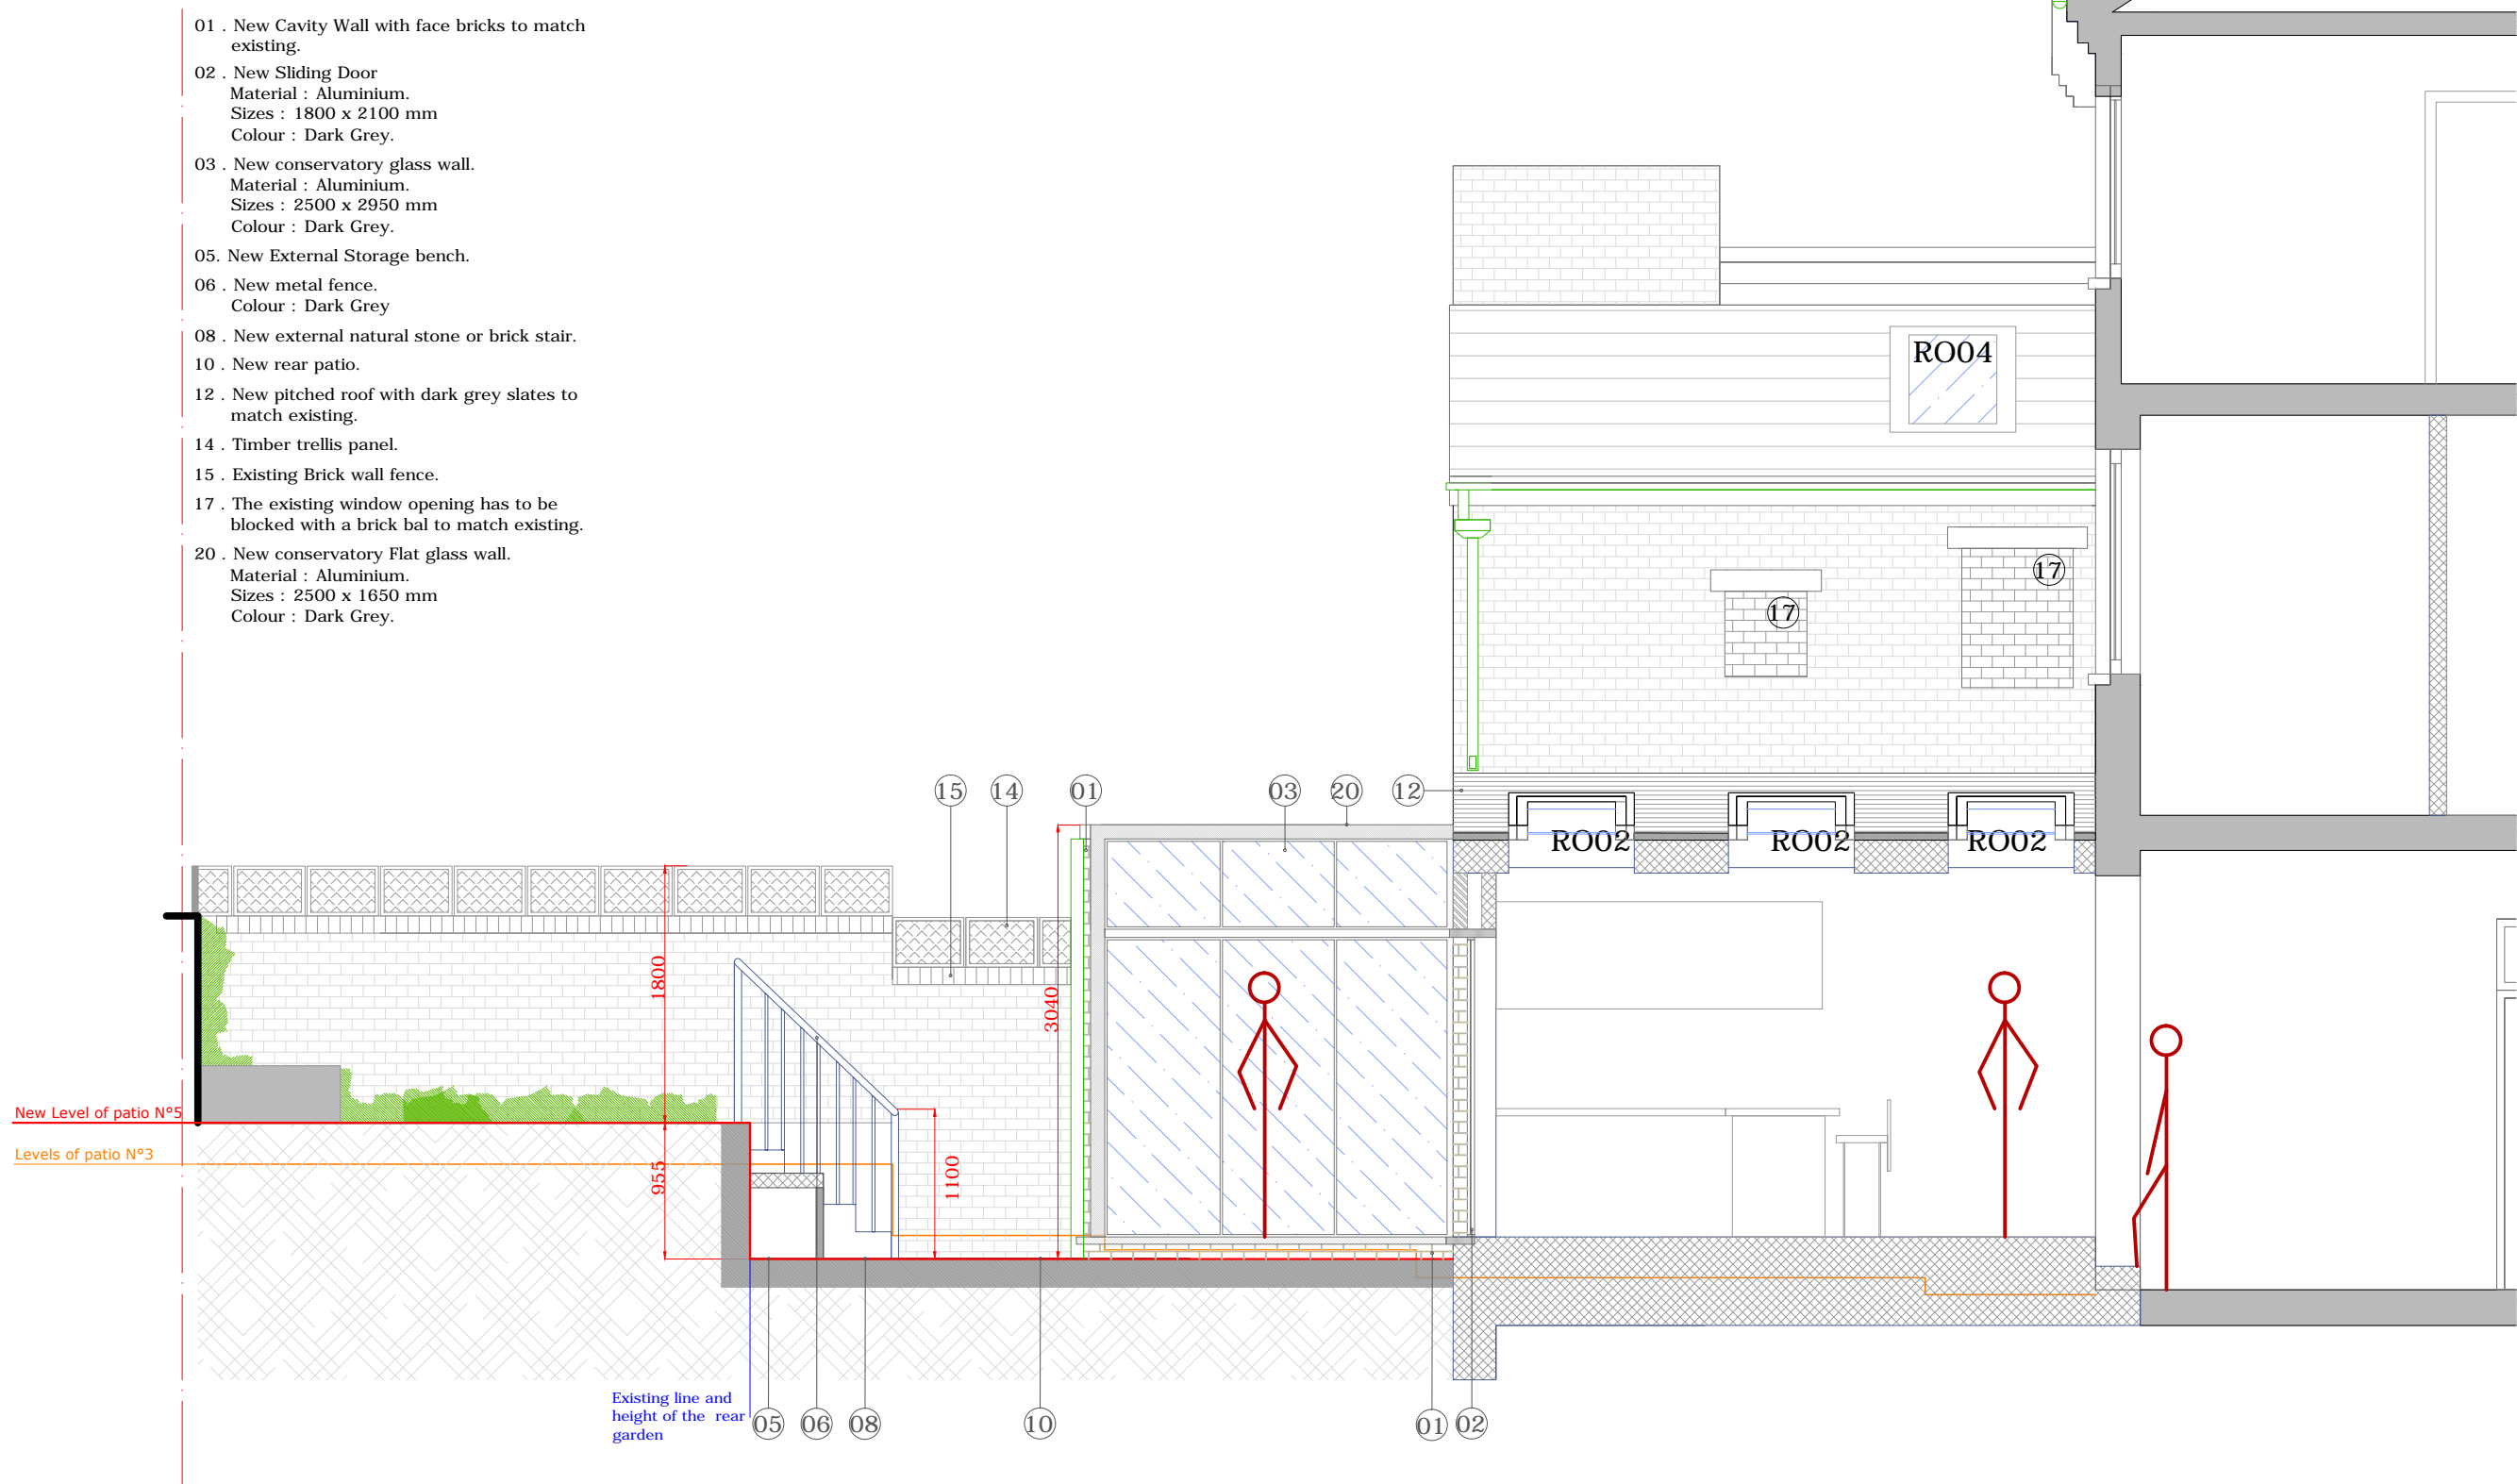 01 . New Cavity Wall with face bricks to match
existing.
02 . New Sliding Door
Material : Aluminium.
Sizes : 1800 x 2100 mm
Colour : Dark Grey.
03 . New conservatory glass wall.
Material : Aluminium.
Sizes : 2500 x 2950 mm
Colour : Dark Grey.
05. New External Storage bench.
06 . New metal fence.
Colour : Dark Grey
08 . New external natural stone or brick stair.
10 . New rear patio.
12 . New pitched roof with dark grey slates to
match existing.
14 . Timber trellis panel.
15 . Existing Brick wall fence.
17 . The existing window opening has to be
blocked with a brick bal to match existing.
20 . New conservatory Flat glass wall.
Material : Aluminium.
Sizes : 2500 x 1650 mm
Colour : Dark Grey.
RO04
17
17
15 14 01 03 20 12
RO02 RO02 RO02
1800
3040
New Level of patio N°5
Levels of patio N°3
955
1100
Existing line and
height of the rear
garden
05 06 08 10 01 02